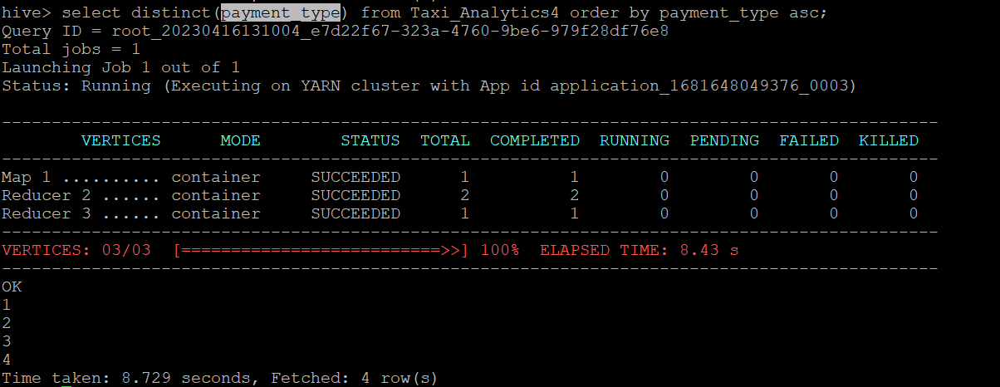 hive> select distinct(payment_type) from Taxi_Analytics4 order by payment_type asc;
Query ID = root_20230416131004_e7d22f67-323a-4760-9be6-979f28df76e8
Total jobs = 1
Launching Job 1 out of 1
Status: Running (Executing on YARN cluster with App id application_1681648049376_0003)
----------------------------------------------------------------------------------------------
        VERTICES      MODE        STATUS  TOTAL  COMPLETED  RUNNING  PENDING  FAILED  KILLED
----------------------------------------------------------------------------------------------
Map 1 .......... container     SUCCEEDED      1          1        0        0       0       0
Reducer 2 ...... container     SUCCEEDED      2          2        0        0       0       0
Reducer 3 ...... container     SUCCEEDED      1          1        0        0       0       0
----------------------------------------------------------------------------------------------
VERTICES: 03/03  [==========================>>] 100%  ELAPSED TIME: 8.43 s
----------------------------------------------------------------------------------------------
OK
1
2
3
4
Time taken: 8.729 seconds, Fetched: 4 row(s)